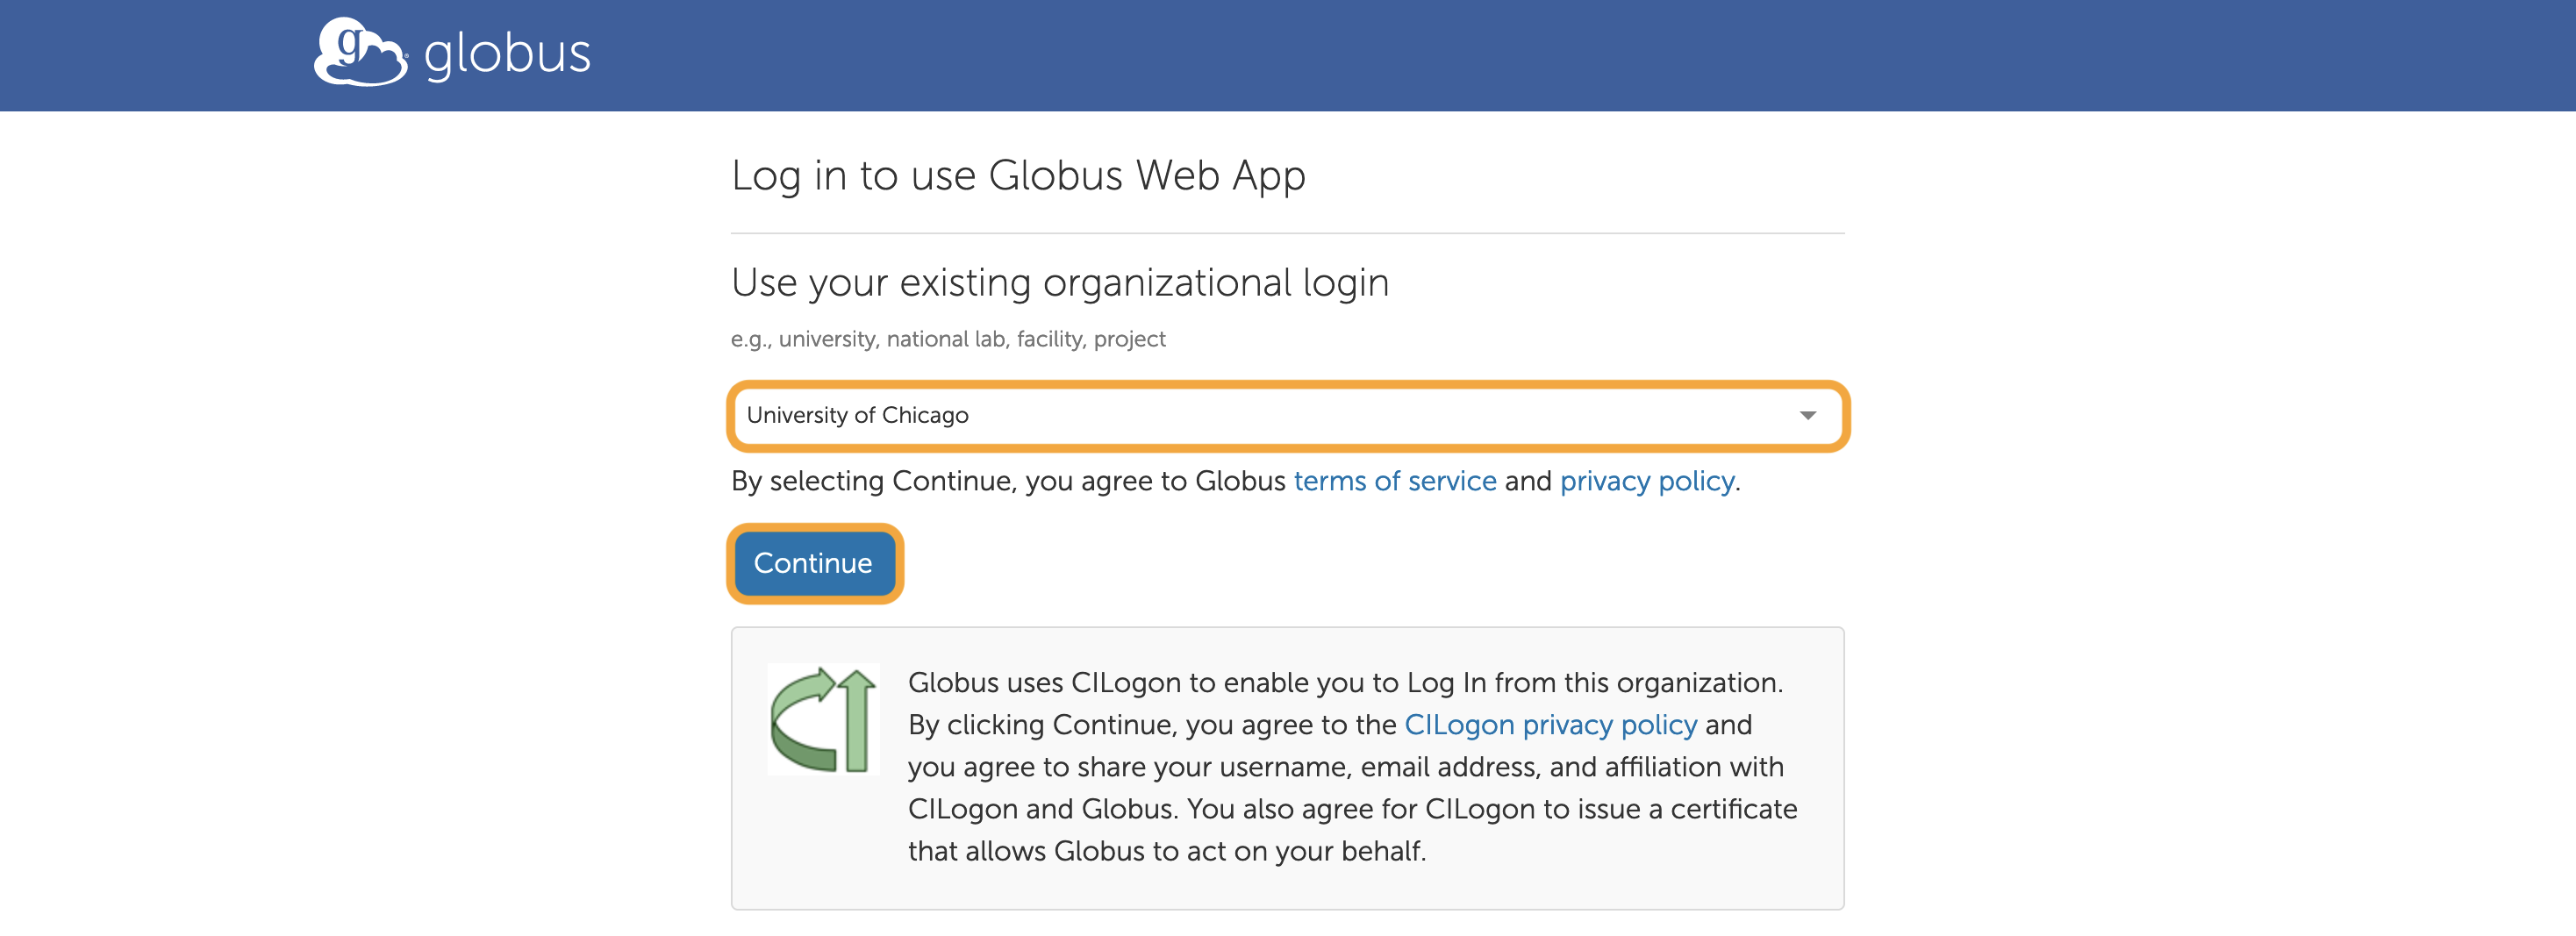 globus
Log in to use Globus Web App
Use your existing organizational login
e.g., university, national lab, facility, project
University of Chicago
By selecting Continue, you agree to Globus terms of service and privacy policy.
Continue
Globus uses CILogon to enable you to Log In from this organization.
By clicking Continue, you agree to the CILogon privacy policy and
you agree to share your username, email address, and affiliation with
CILogon and Globus. You also agree for CILogon to issue a certificate
that allows Globus to act on your behalf.